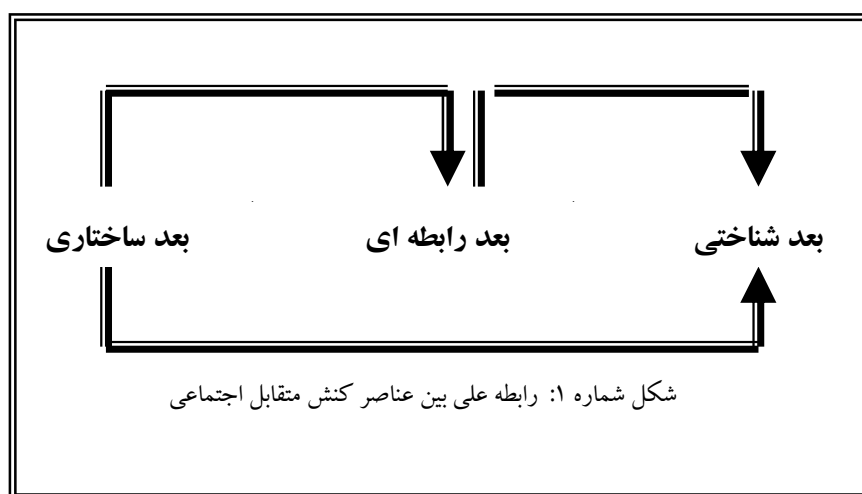 بعد شناختی بعد رابطه ای بعد ساختاری
شکل شماره ۱: رابطه علی بین عناصر کنش متقابل اجتماعی